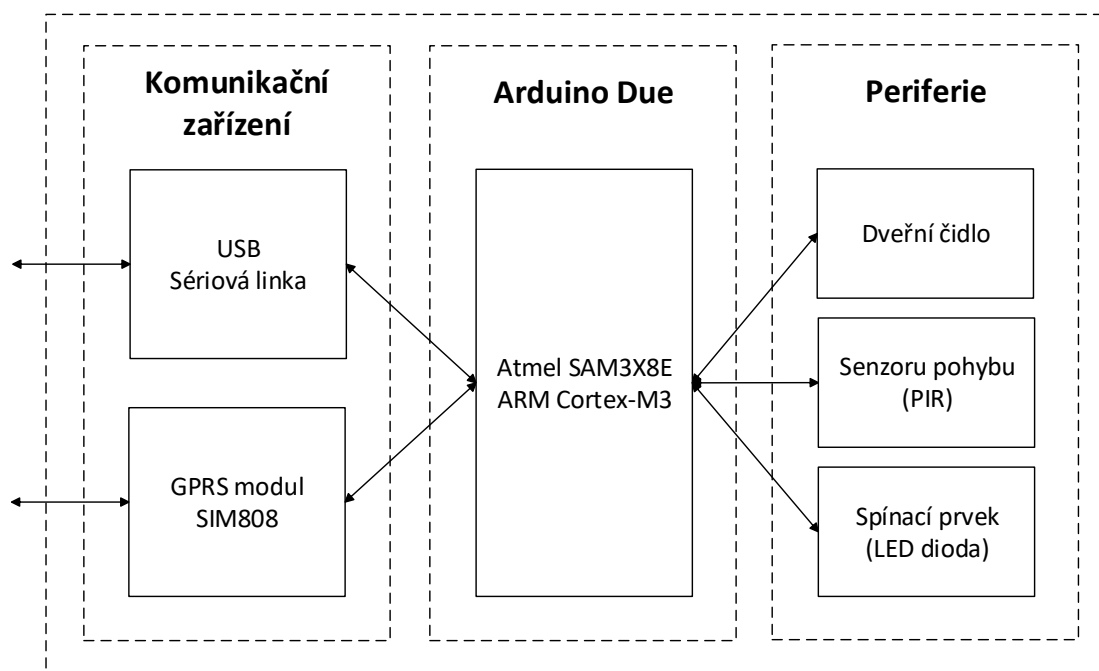 Komunikační
zařízení
USB
Sériová linka
GPRS modul
SIM808
Arduino Due
Atmel SAM3X8E
ARM Cortex-M3
Periferie
Dveřní čidlo
Senzoru pohybu
(PIR)
Spínací prvek
(LED dioda)